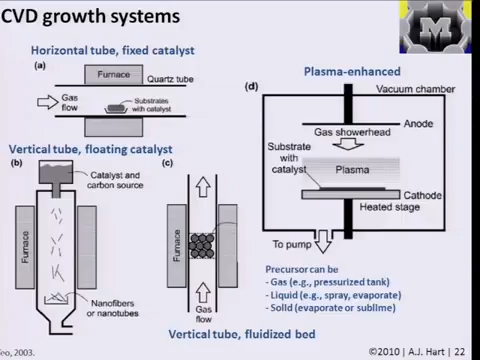 CVD growth systems
M
Horizontal tube, fixed catalyst
(a)
Furnace
Quartz tube
Gas
flow
Substrates
with catalyst
Vertical tube, floating catalyst
(b)
Catalyst and
carbon source
Furnace
Nanofibers
or nanotubes
(c)
Furnace
Gas
flow
Vertical tube, fluidized bed
Plasma-enhanced
(d)
Vacuum chamber
Anode
Gas showerhead
Substrate
with
catalyst
Plasma
Cathode
Heated stage
To pump
Precursor can be
- Gas (e.g., pressurized tank)
- Liquid (e.g., spray, evaporate)
- Solid (evaporate or sublime)
eo, 2003.
©2010 | A.J. Hart | 22